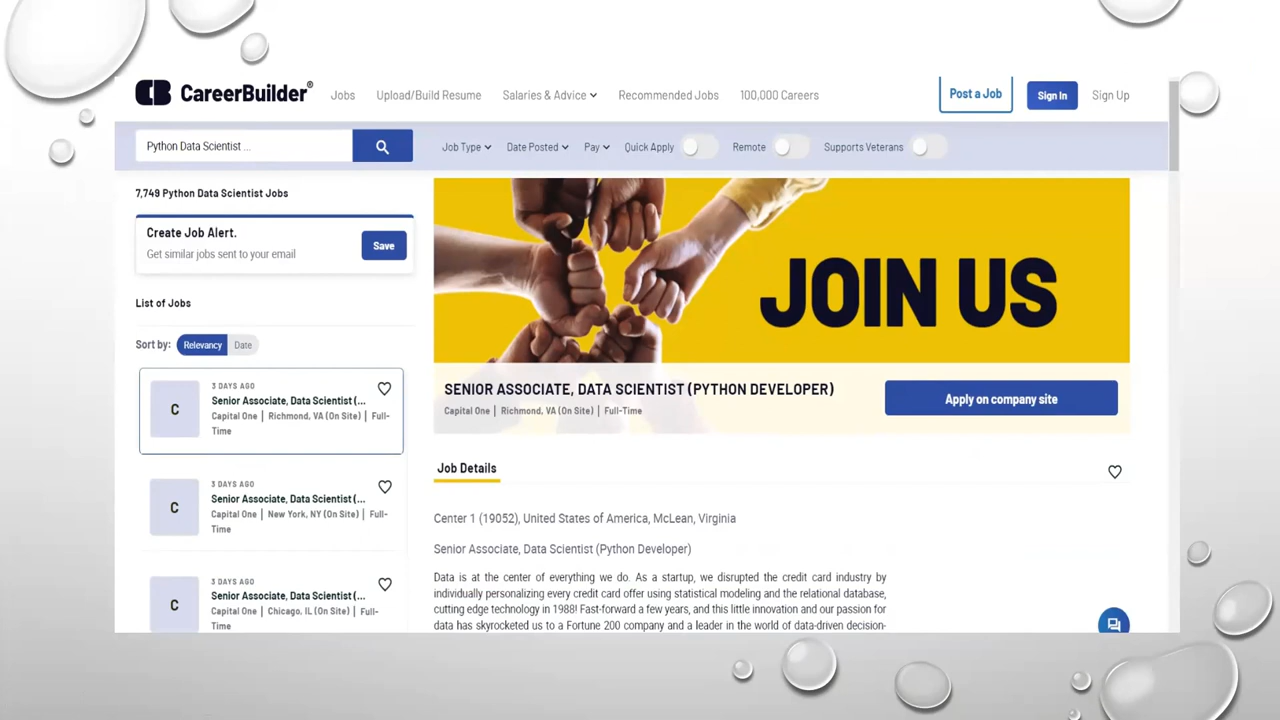 CareerBuilder®
Jobs
Upload/Build Resume
Salaries & Advice
Recommended Jobs
100,000 Careers
Post a Job
Sign In
Sign Up
Python Data Scientist ...
Job Type
Date Posted
Pay
Quick Apply
Remote
Supports Veterans
7,749 Python Data Scientist Jobs
Create Job Alert.
Get similar jobs sent to your email
Save
List of Jobs
Sort by:
Relevancy
Date
C
3 DAYS AGO
Senior Associate, Data Scientist (...
Capital One | Richmond, VA (On Site) | Full-
Time
C
3 DAYS AGO
Senior Associate, Data Scientist (...
Capital One | New York, NY (On Site) | Full-
Time
C
3 DAYS AGO
Senior Associate, Data Scientist (...
Capital One | Chicago, IL (On Site) | Full-
Time
JOIN US
SENIOR ASSOCIATE, DATA SCIENTIST (PYTHON DEVELOPER)
Capital One | Richmond, VA (On Site) | Full-Time
Apply on company site
Job Details
Center 1 (19052), United States of America, McLean, Virginia
Senior Associate, Data Scientist (Python Developer)
Data is at the center of everything we do. As a startup, we disrupted the credit card industry by
individually personalizing every credit card offer using statistical modeling and the relational database,
cutting edge technology in 1988! Fast-forward a few years, and this little innovation and our passion for
data has skyrocketed us to a Fortune 200 company and a leader in the world of data-driven decision-